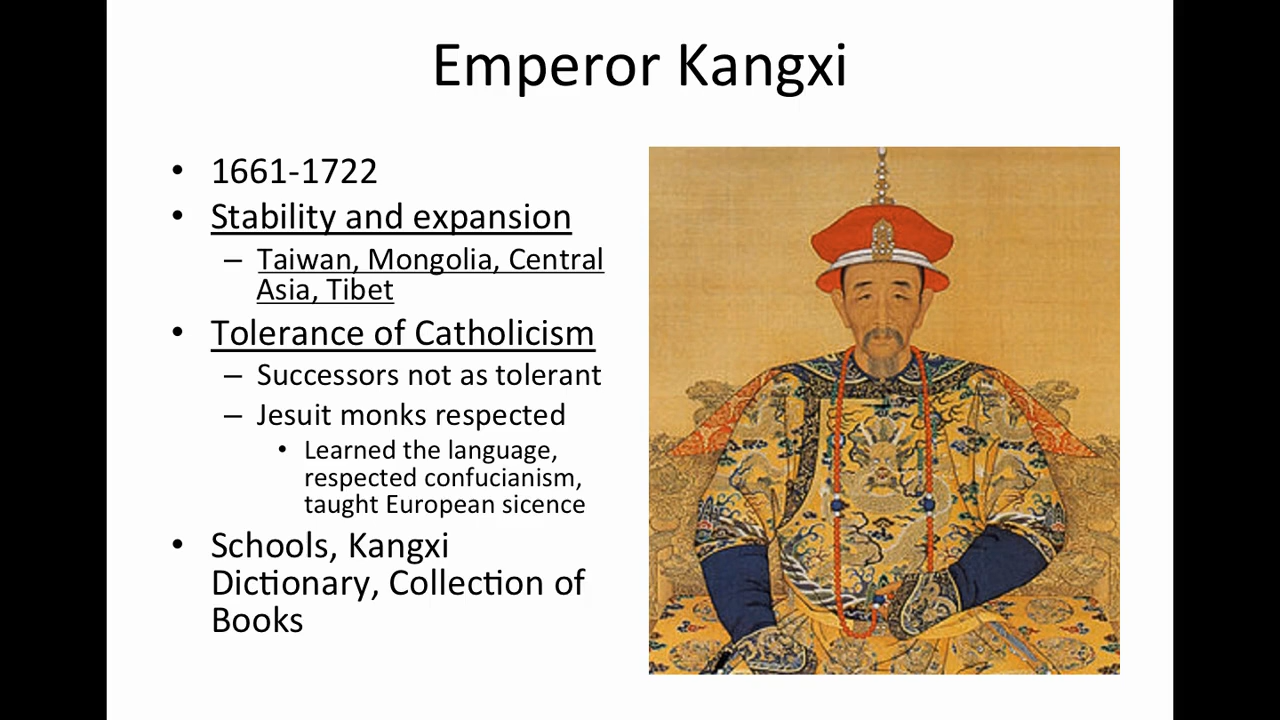 Emperor Kangxi
• 1661-1722
• Stability and expansion
– Taiwan, Mongolia, Central
Asia, Tibet
• Tolerance of Catholicism
– Successors not as tolerant
– Jesuit monks respected
• Learned the language,
respected confucianism,
taught European sicence
• Schools, Kangxi
Dictionary, Collection of
Books